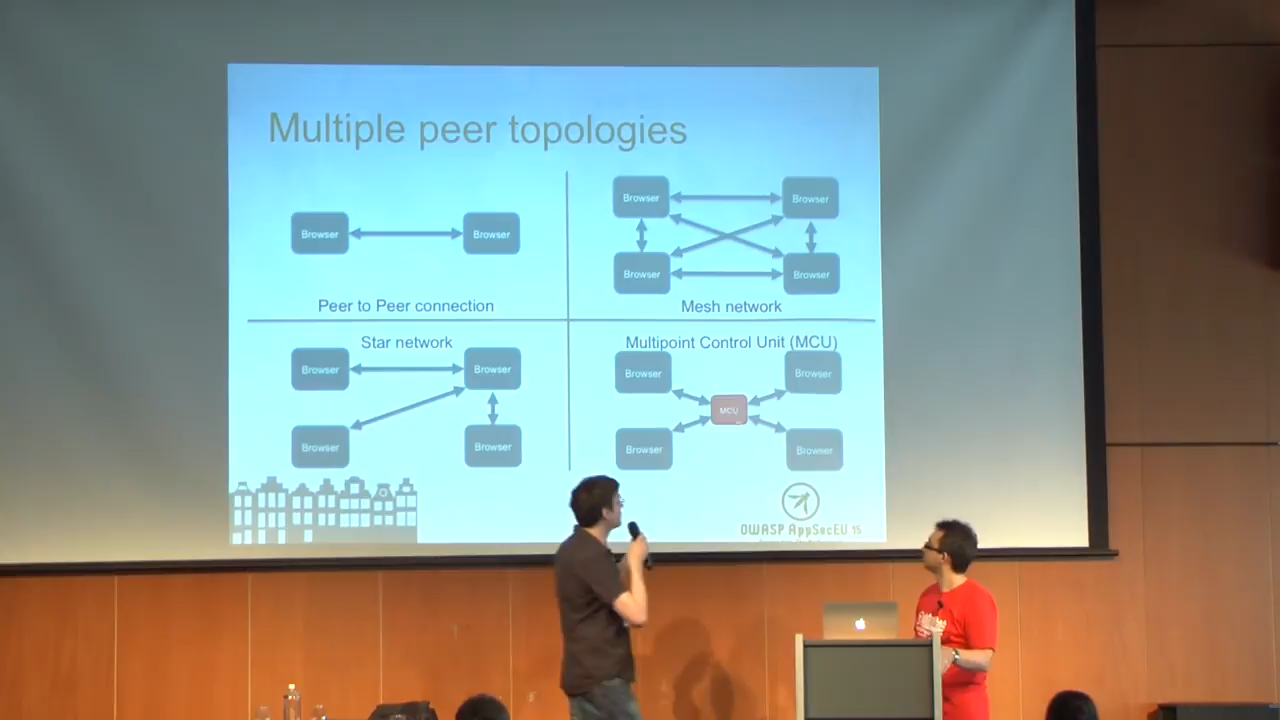 Multiple peer topologies
Browser
Browser
Peer to Peer connection
Browser
Browser
Browser
Browser
Mesh network
Star network
Browser
Browser
Browser
Browser
Multipoint Control Unit (MCU)
Browser
Browser
MCU
Browser
Browser
OWASP AppSecEU 15